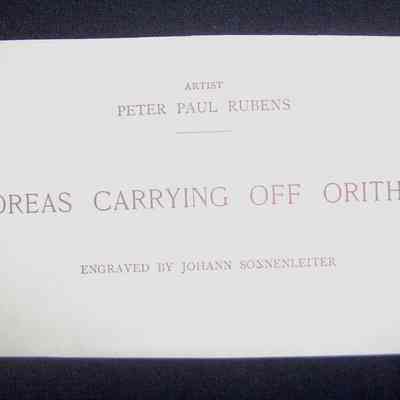 ARTIST
PETER PAUL RUBENS
OREAS CARRYING OFF ORITH
ENGRAVED BY JOHANN SONNENLEITER